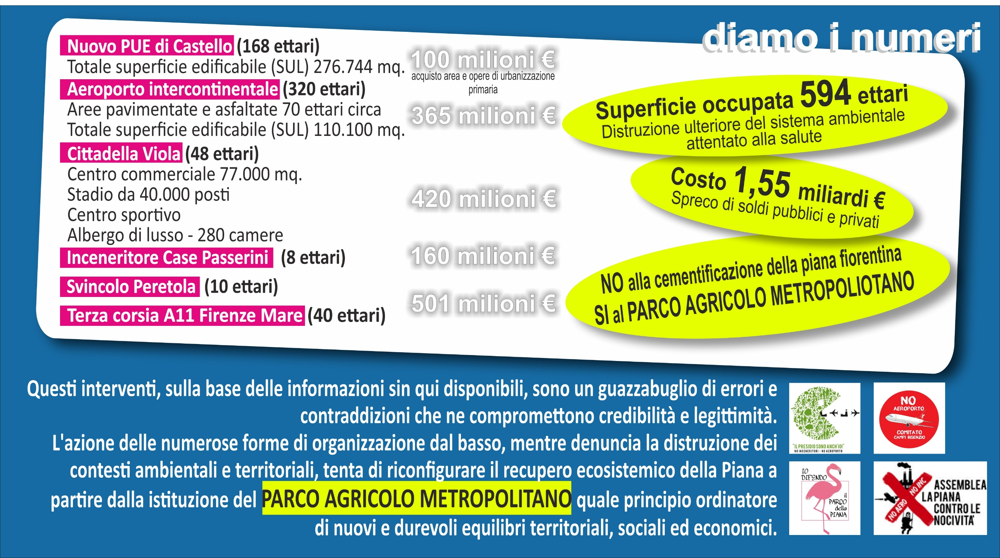 diamo i numeri
Nuovo PUE di Castello (168 ettari)
Totale superficie edificabile (SUL) 276.744 mq.
100 milioni €
acquisto area e opere di urbanizzazione
primaria
Aeroporto intercontinentale (320 ettari)
Aree pavimentate e asfaltate 70 ettari circa
Totale superficie edificabile (SUL) 110.100 mq.
365 milioni €
Cittadella Viola (48 ettari)
Centro commerciale 77.000 mq.
Stadio da 40.000 posti
Centro sportivo
Albergo di lusso - 280 camere
420 milioni €
Inceneritore Case Passerini (8 ettari)
160 milioni €
Svincolo Peretola (10 ettari)
Terza corsia A11 Firenze Mare (40 ettari)
501 milioni €
Superficie occupata 594 ettari
Distruzione ulteriore del sistema ambientale
attentato alla salute
Costo 1,55 miliardi €
Spreco di soldi pubblici e privati
NO alla cementificazione della piana fiorentina
SI al PARCO AGRICOLO METROPOLIOTANO
Questi interventi, sulla base delle informazioni sin qui disponibili, sono un guazzabuglio di errori e
contraddizioni che ne compromettono credibilità e legittimità.
L'azione delle numerose forme di organizzazione dal basso, mentre denuncia la distruzione dei
contesti ambientali e territoriali, tenta di riconfigurare il recupero ecosistemico della Piana a
partire dalla istituzione del PARCO AGRICOLO METROPOLITANO quale principio ordinatore
di nuovi e durevoli equilibri territoriali, sociali ed economici.
"IL PRESIDIO SONO ANCH'IO!"
NO INCENERITORI - NO AEROPORTO
NO
AEROPORTO
COMITATO
CAMPI BISENZIO
IO
DIFENDO
il
PARCO
della
PIANA
NO INC
NO AERO
ASSEMBLEA
LA PIANA
CONTRO LE
NOCIVITA'